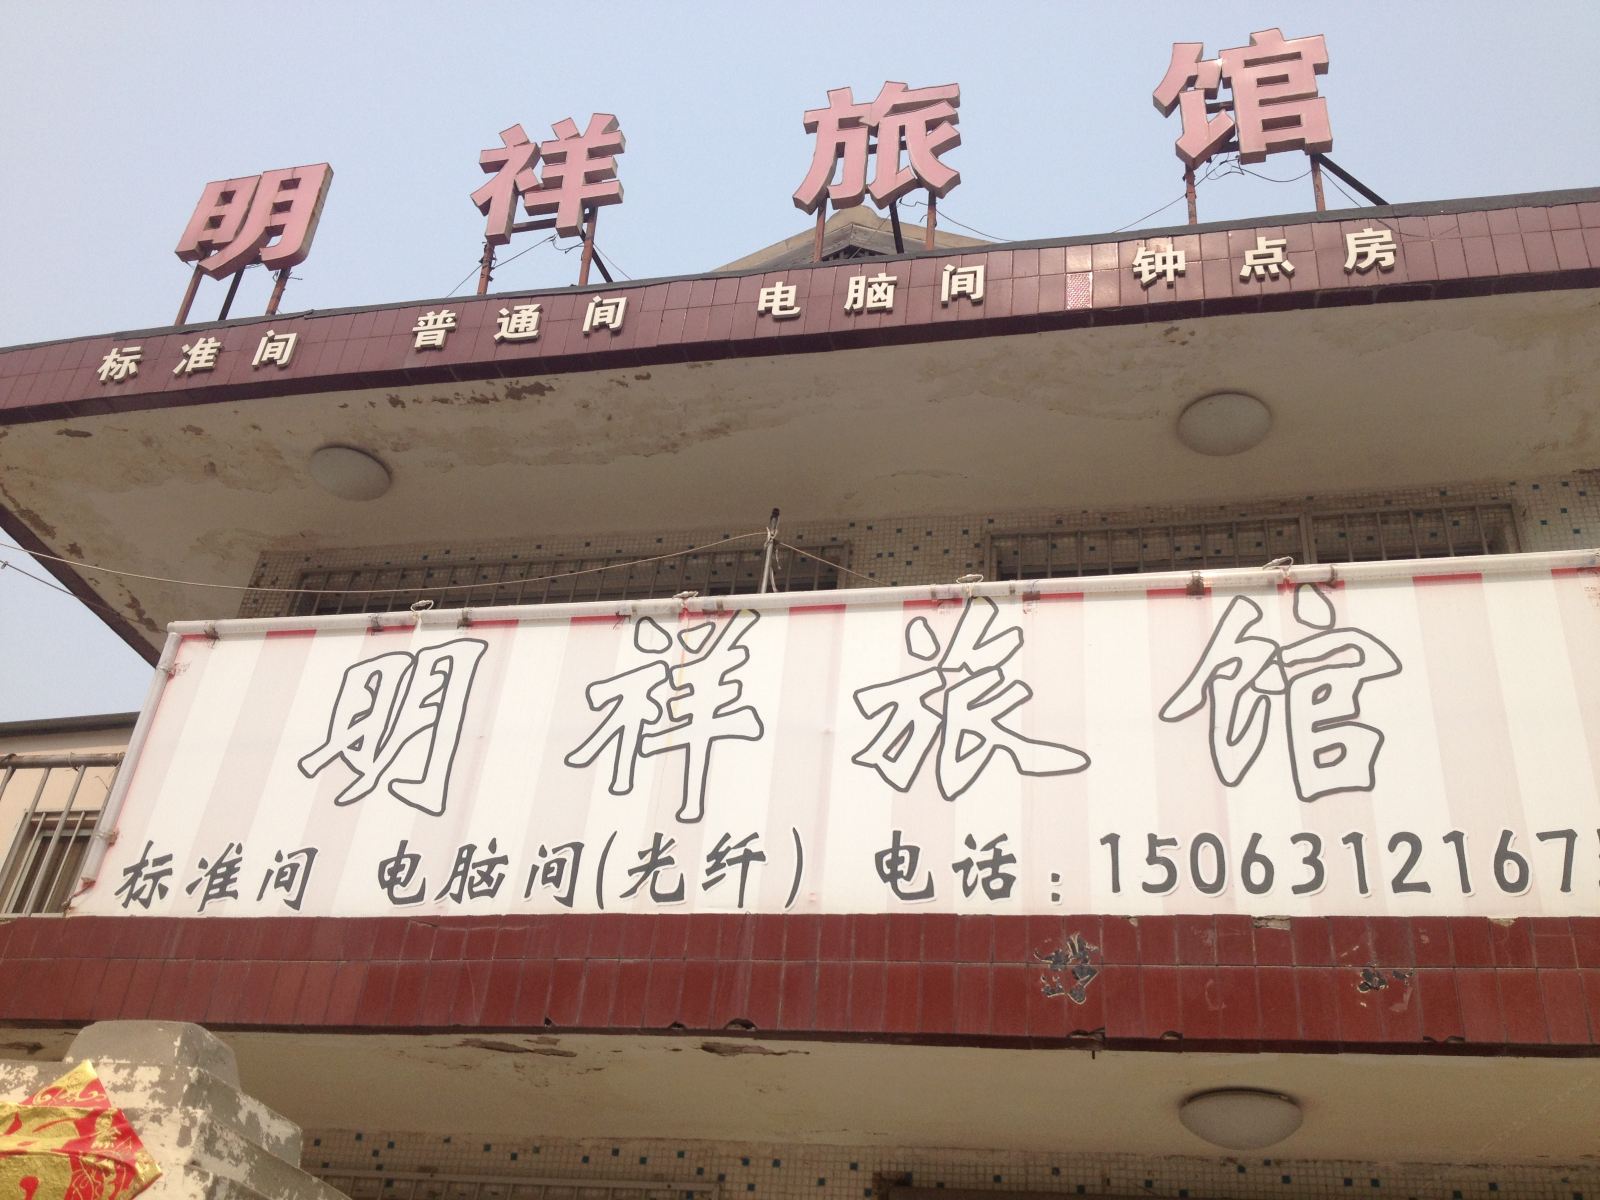 明祥旅馆
标准间 普通间 电脑间 钟点房
明祥旅馆
标准间 电脑间(光纤) 电话:1506312167